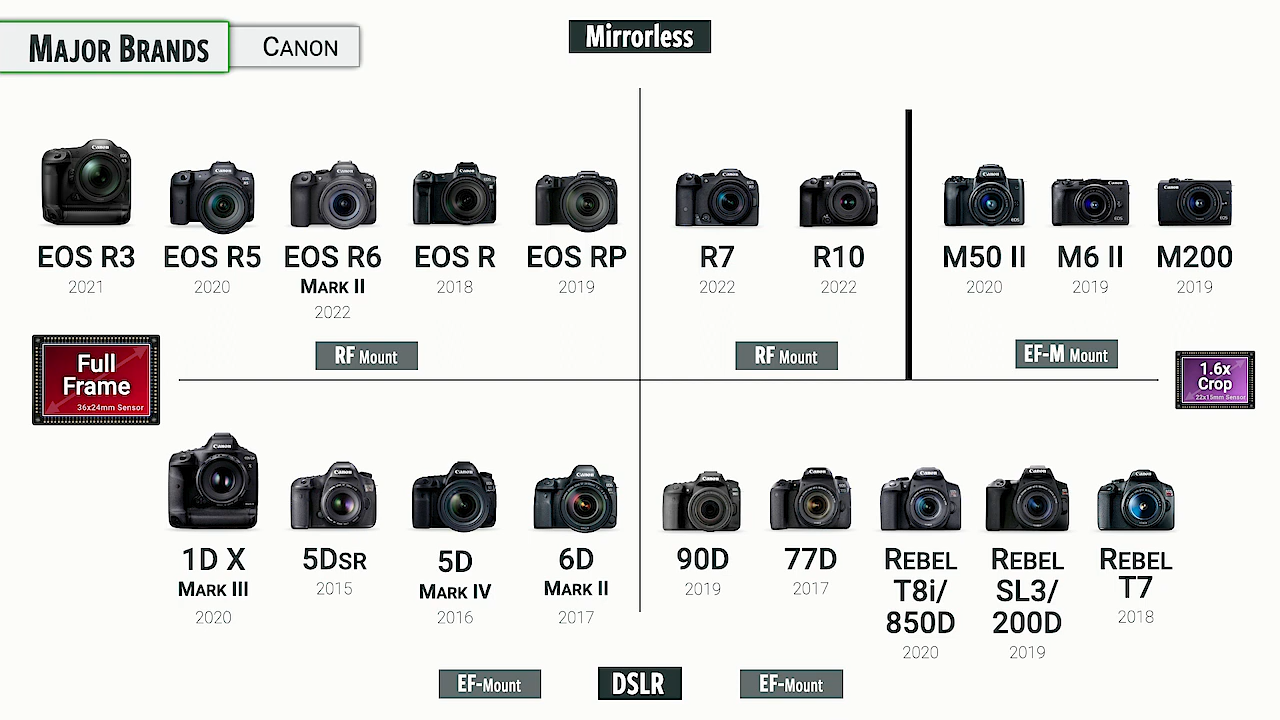 MAJOR BRANDS
CANON
Mirrorless
EOS R3
2021
EOS R5
2020
EOS R6
MARK II
2022
EOS R
2018
EOS RP
2019
R7
2022
R10
2022
M50 II
2020
M6 II
2019
M200
2019
RF Mount
RF Mount
EF-M Mount
Full
Frame
36x24mm Sensor
1.6x
Crop
22x15mm Sensor
1D X
MARK III
2020
5DSR
2015
5D
MARK IV
2016
6D
MARK II
2017
90D
2019
77D
2017
REBEL
T8i/
850D
2020
REBEL
SL3/
200D
2019
REBEL
T7
2018
EF-Mount
DSLR
EF-Mount